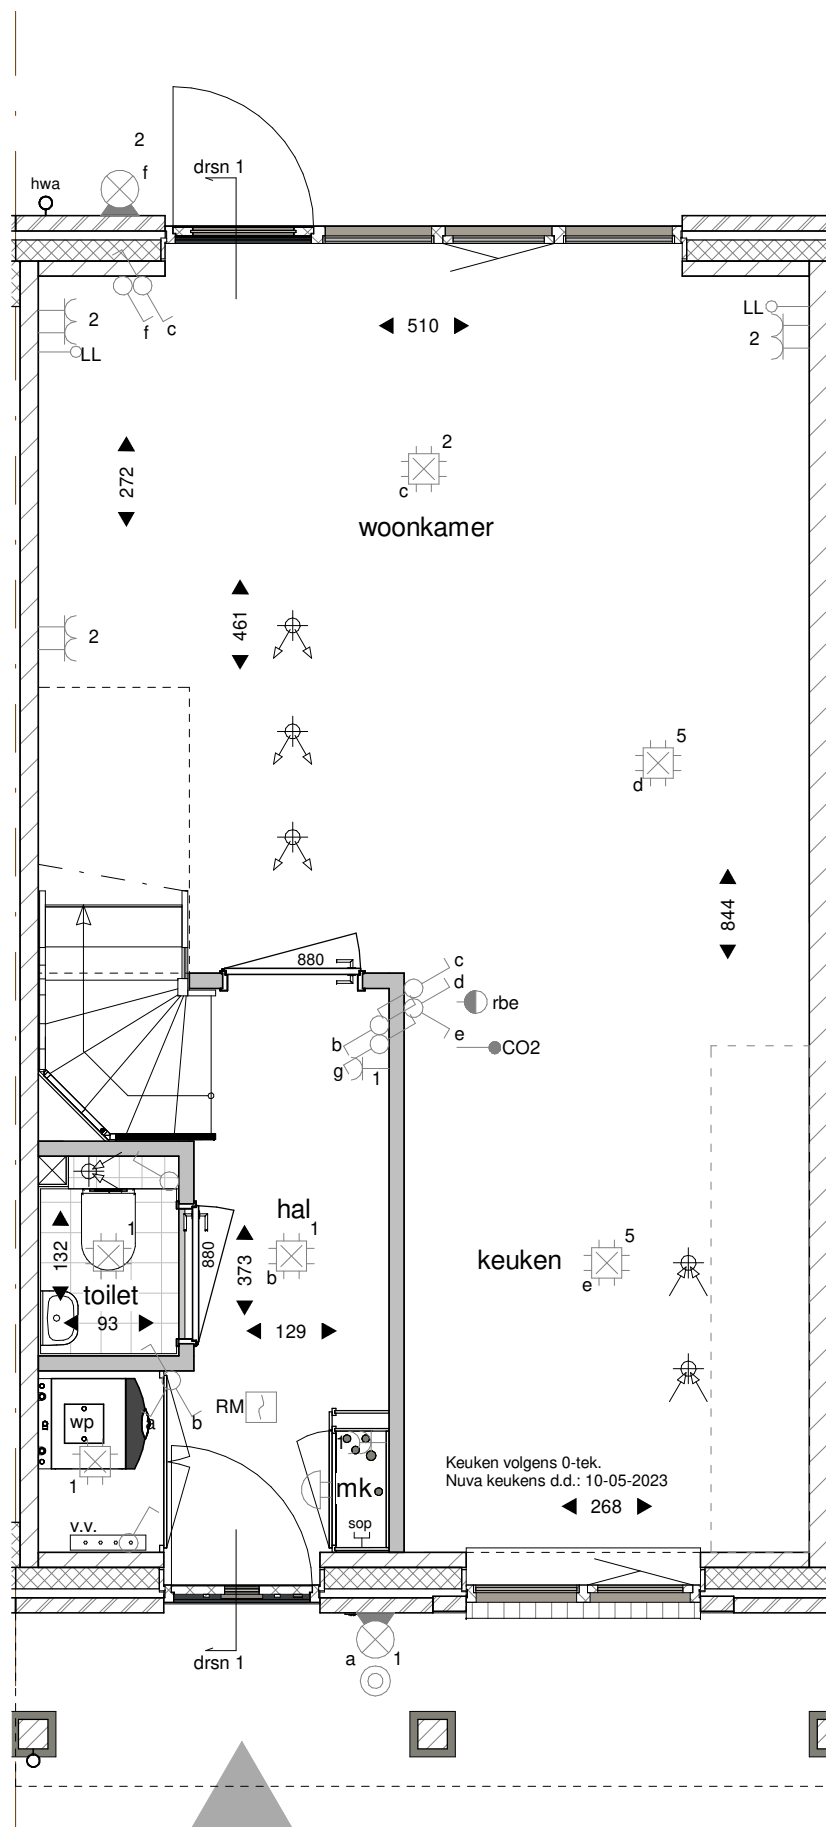 2
f
hwa
drsn 1
2
f
c
LL
LL
2
510
272
2
c
woonkamer
461
2
5
d
844
880
c
d
rbe
b
e
CO2
g
1
hal
1
132
1
880
373
b
toilet
93
129
keuken
5
e
RM
a
b
wp
1
1
mk
sop
v.v.
Keuken volgens 0-tek.
Nuva keukens d.d.: 10-05-2023
268
drsn 1
a
1